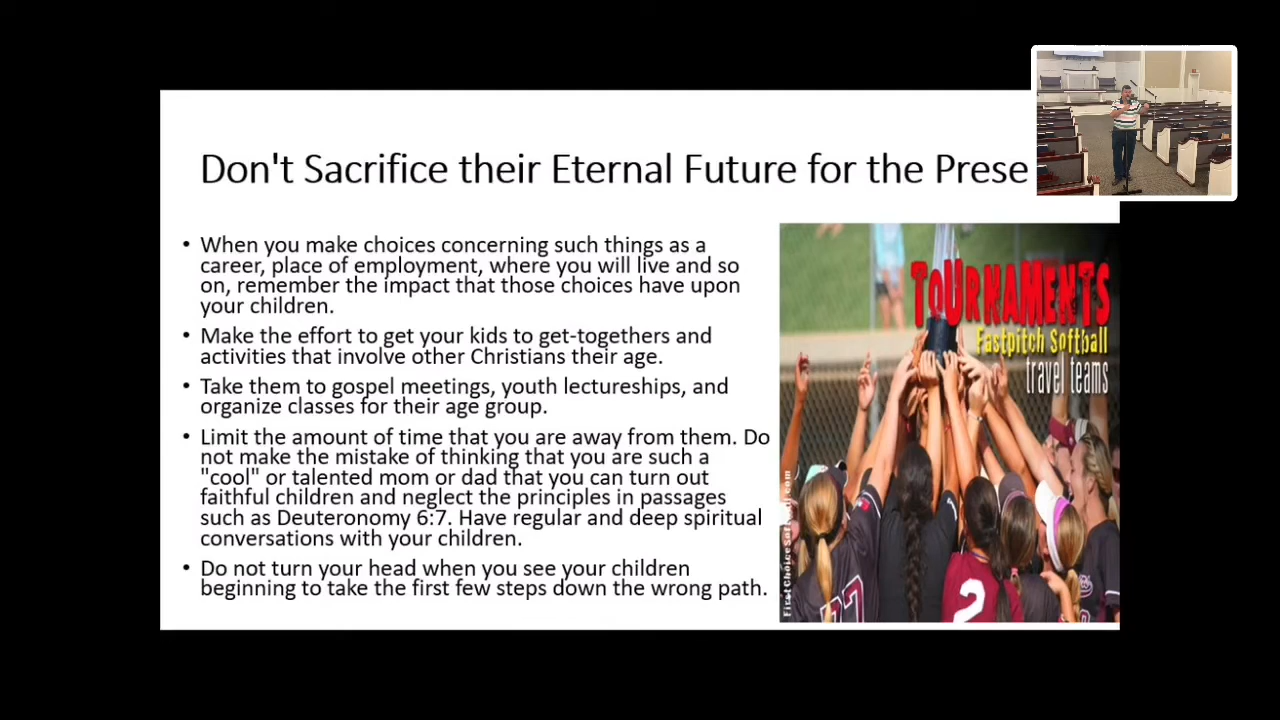 Don't Sacrifice their Eternal Future for the Prese
• When you make choices concerning such things as a
career, place of employment, where you will live and so
on, remember the impact that those choices have upon
your children.
• Make the effort to get your kids to get-togethers and
activities that involve other Christians their age.
• Take them to gospel meetings, youth lectureships, and
organize classes for their age group.
• Limit the amount of time that you are away from them. Do
not make the mistake of thinking that you are such a
"cool" or talented mom or dad that you can turn out
faithful children and neglect the principles in passages
such as Deuteronomy 6:7. Have regular and deep spiritual
conversations with your children.
• Do not turn your head when you see your children
beginning to take the first few steps down the wrong path.
ToURNAMENTS
Fastpitch Softball
travel teams
2